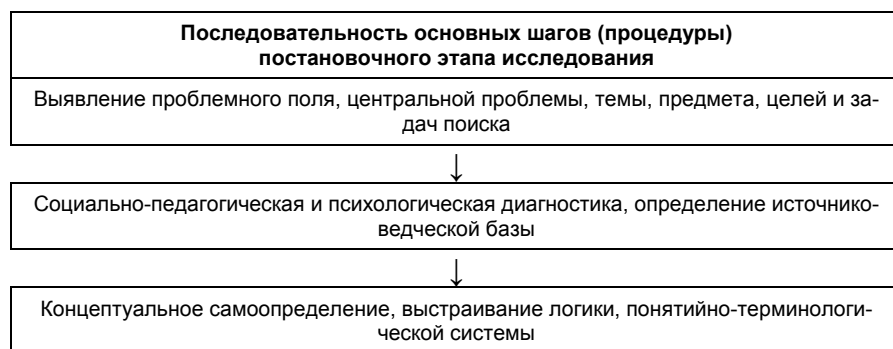 Последовательность основных шагов (процедуры)
постановочного этапа исследования
Выявление проблемного поля, центральной проблемы, темы, предмета, целей и за-
дач поиска
↓
Социально-педагогическая и психологическая диагностика, определение источнико-
ведческой базы
↓
Концептуальное самоопределение, выстраивание логики, понятийно-терминологи-
ческой системы